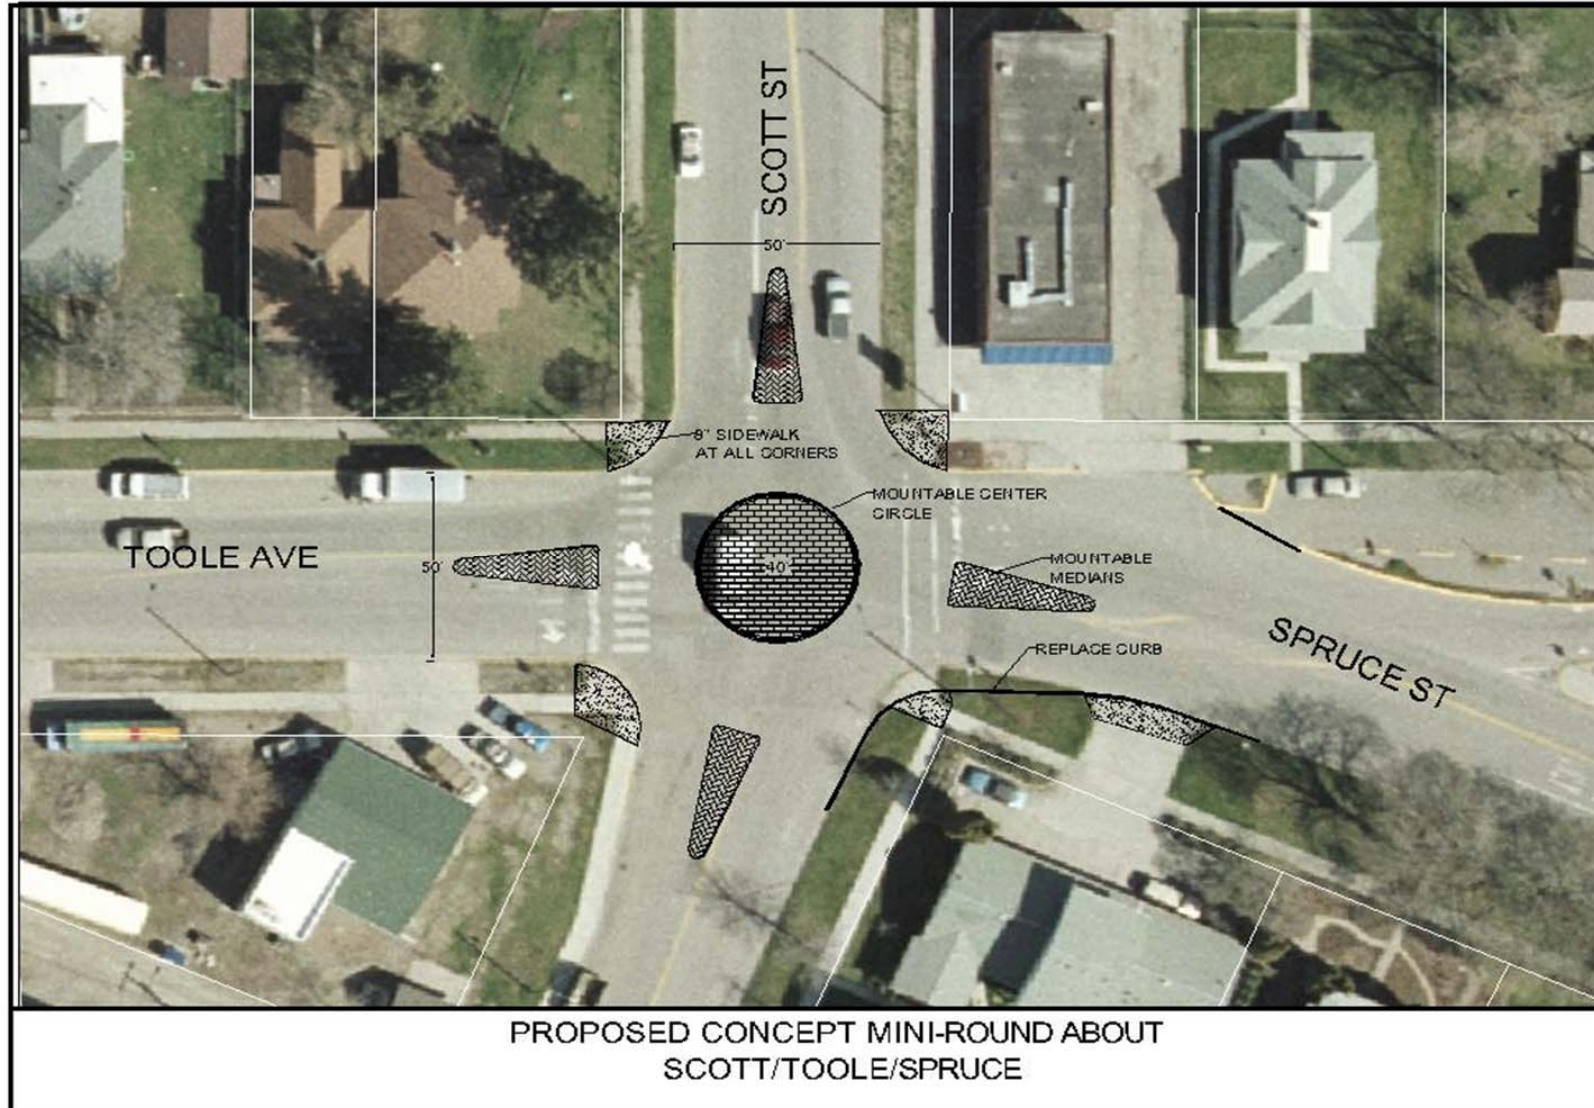 SCOTT ST
50'
8" SIDEWALK
AT ALL CORNERS
MOUNTABLE CENTER
CIRCLE
TOOLE AVE
50'
40'
MOUNTABLE
MEDIANS
REPLACE CURB
SPRUCE ST
PROPOSED CONCEPT MINI-ROUND ABOUT
SCOTT/TOOLE/SPRUCE